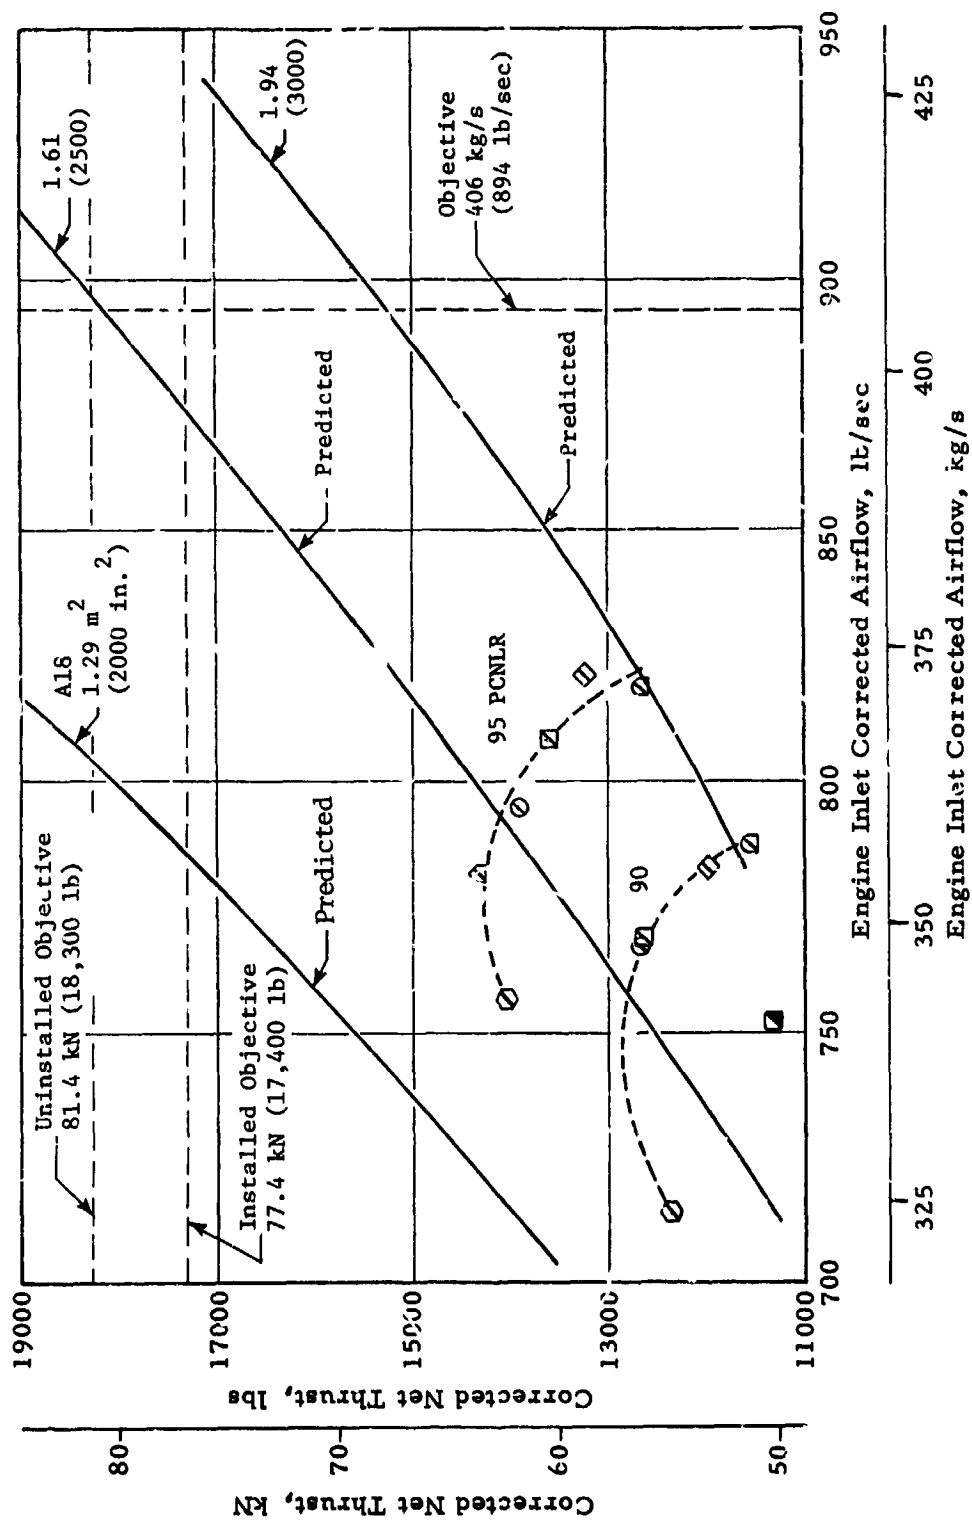 Corrected Net Thrust, kN
80
70
60
50
Corrected Net Thrust, lbs
19000
17000
15000
13000
11000
Uninstalled Objective
81.4 kN (18,300 lb)
Installed Objective
77.4 kN (17,400 lb)
A18
1.29 m2
(2000 in.2)
Predicted
1.61
(2500)
Predicted
1.94
(3000)
Predicted
Objective
406 kg/s
(894 lb/sec)
95 PCNLR
90
700
750
800
850
900
950
Engine Inlet Corrected Airflow, lb/sec
325
350
375
400
425
Engine Inlet Corrected Airflow, kg/s